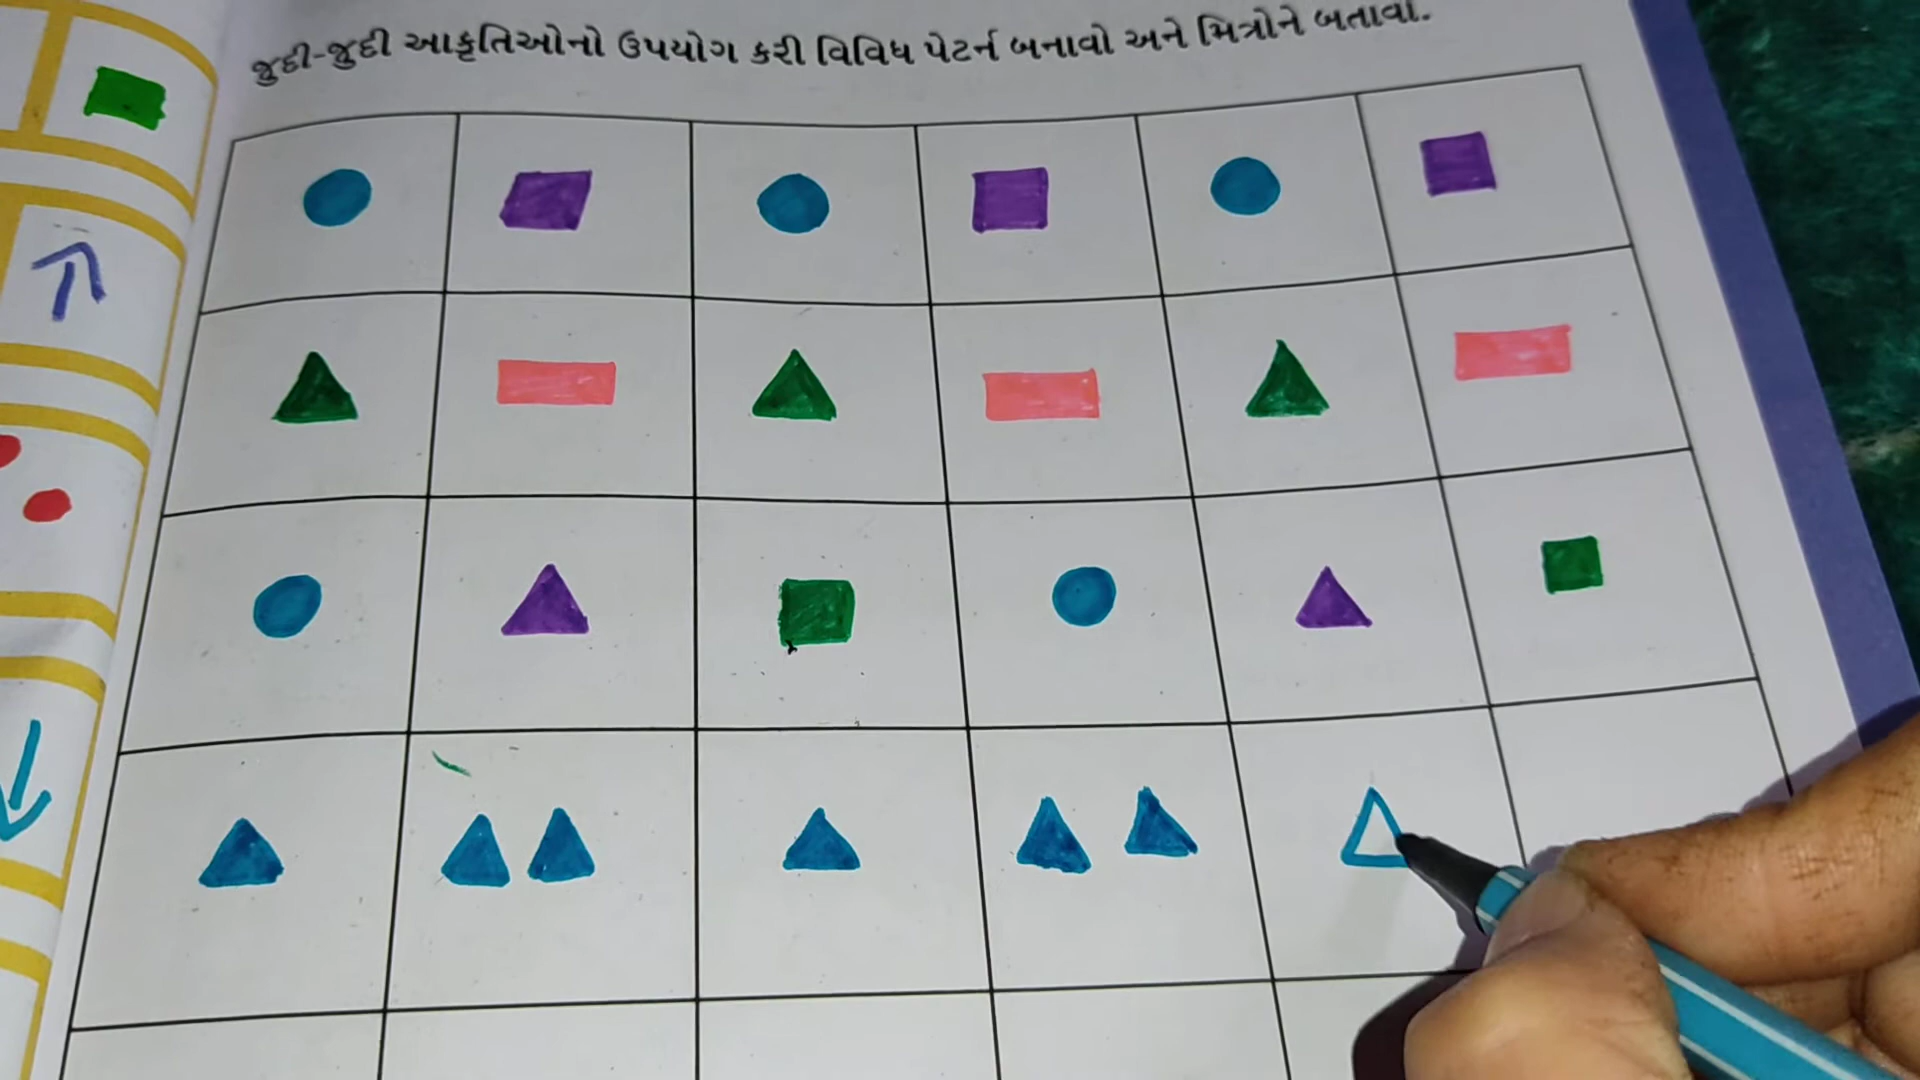 જુદી-જુદી આકૃતિઓનો ઉપયોગ કરી વિવિધ પેટર્ન બનાવો અને મિત્રોને બતાવો.